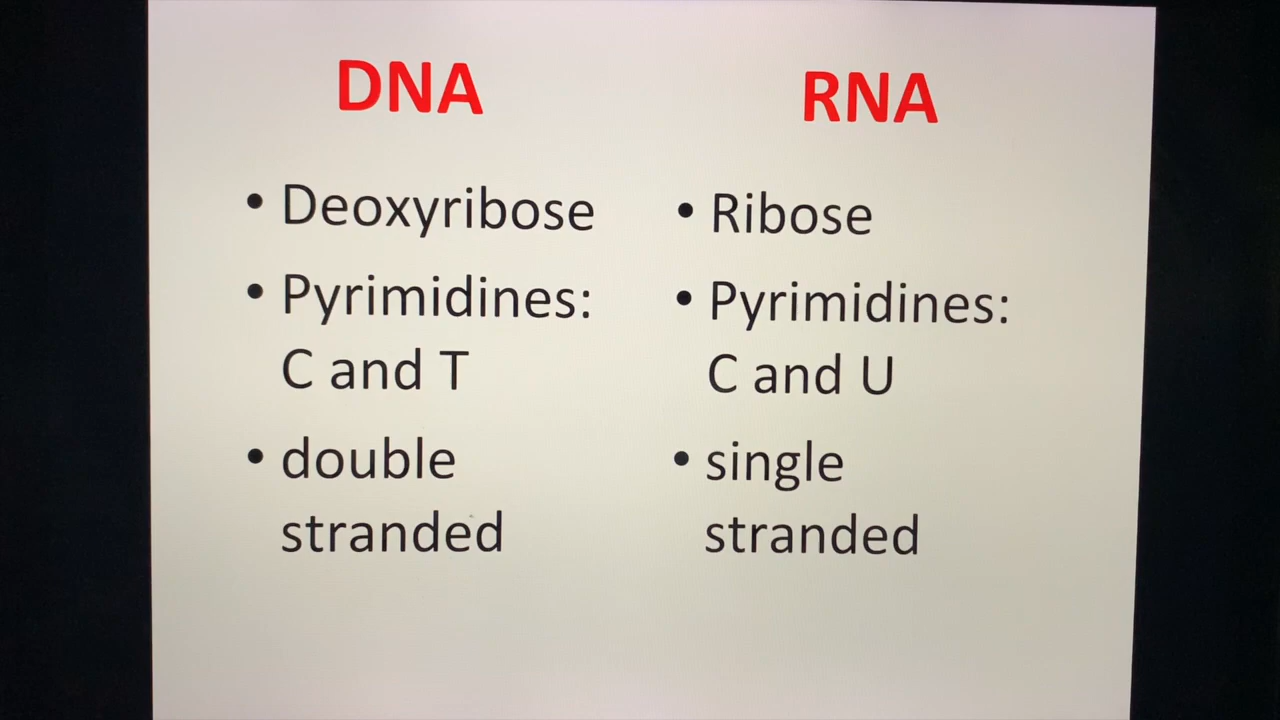 DNA
• Deoxyribose
• Pyrimidines:
C and T
• double
stranded
RNA
• Ribose
• Pyrimidines:
C and U
• single
stranded